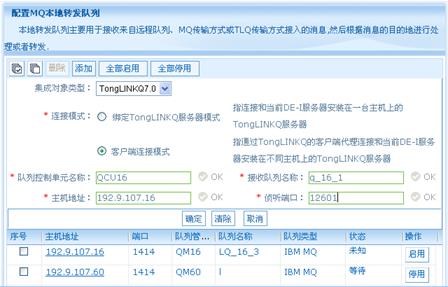 配置MQ本地转发队列
本地转发队列主要用于接收来自远程队列、MQ传输方式或TLQ传输方式接入的消息,然后根据消息的目的地进行处理或者转发.
删除 添加 全部启用 全部停用
集成对象类型: TongLINKQ7.0
* 连接模式: 绑定TongLINKQ服务器模式 指连接和当前DE-I服务器安装在一台主机上的TongLINKQ服务器
客户端连接模式 指通过TongLINKQ的客户端代理连接和当前DE-I服务器安装在不同主机上的TongLINKQ服务器
* 队列控制单元名称: QCU16 OK * 接收队列名称: q_16_1 OK
* 主机地址: 192.9.107.16 OK * 侦听端口: 12601 OK
确定 清除 取消
序号 主机地址 端口 队列管... 队列名称 队列类型 状态 操作
192.9.107.16 1414 QM16 LQ_16_3 IBM MQ 未知 启用
192.9.107.60 1414 QM60 l IBM MQ 等待 停用